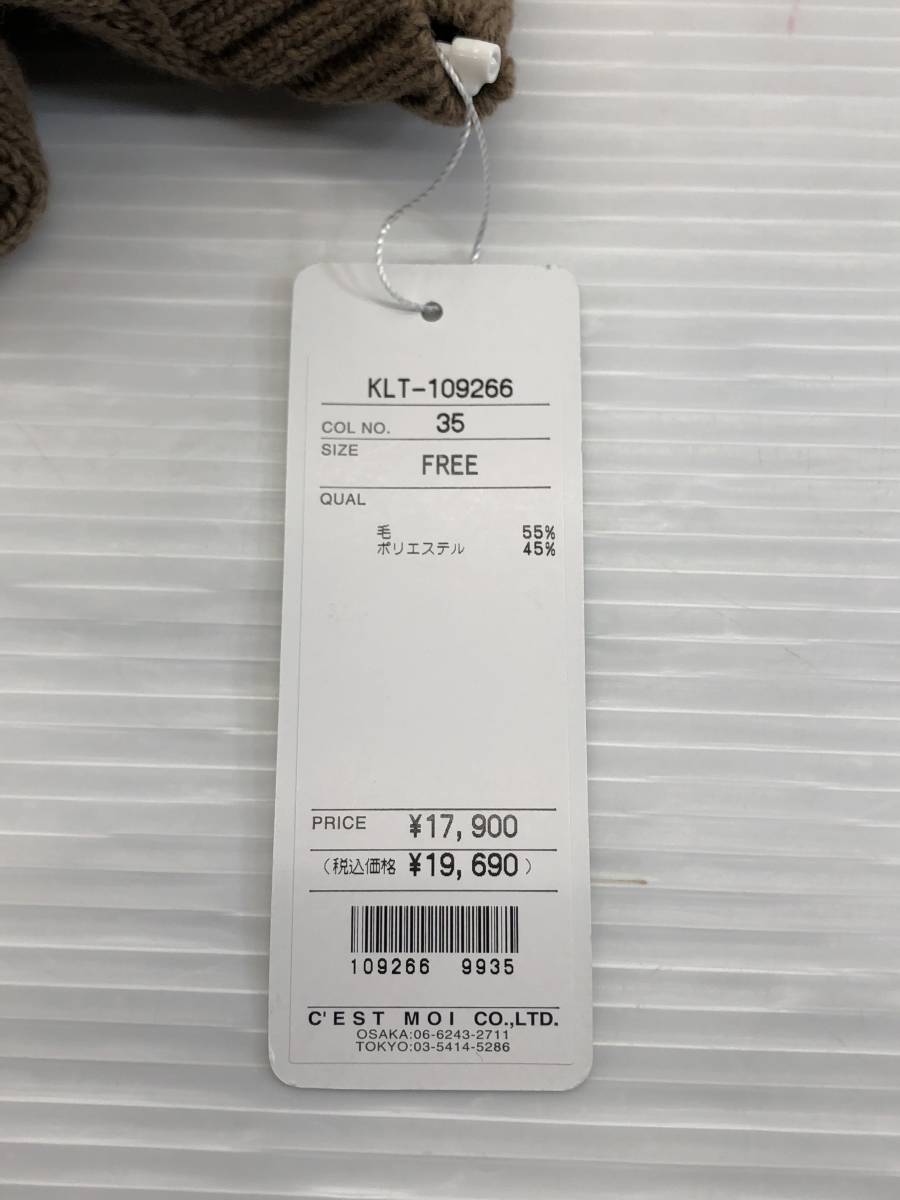 KLT-109266
COL NO. 35
SIZE FREE
QUAL
毛 55%
ポリエステル 45%
PRICE ¥17,900
(税込価格 ¥19,690)
109266 9935
C'EST MOI CO.,LTD.
OSAKA:06-6243-2711
TOKYO:03-5414-5286